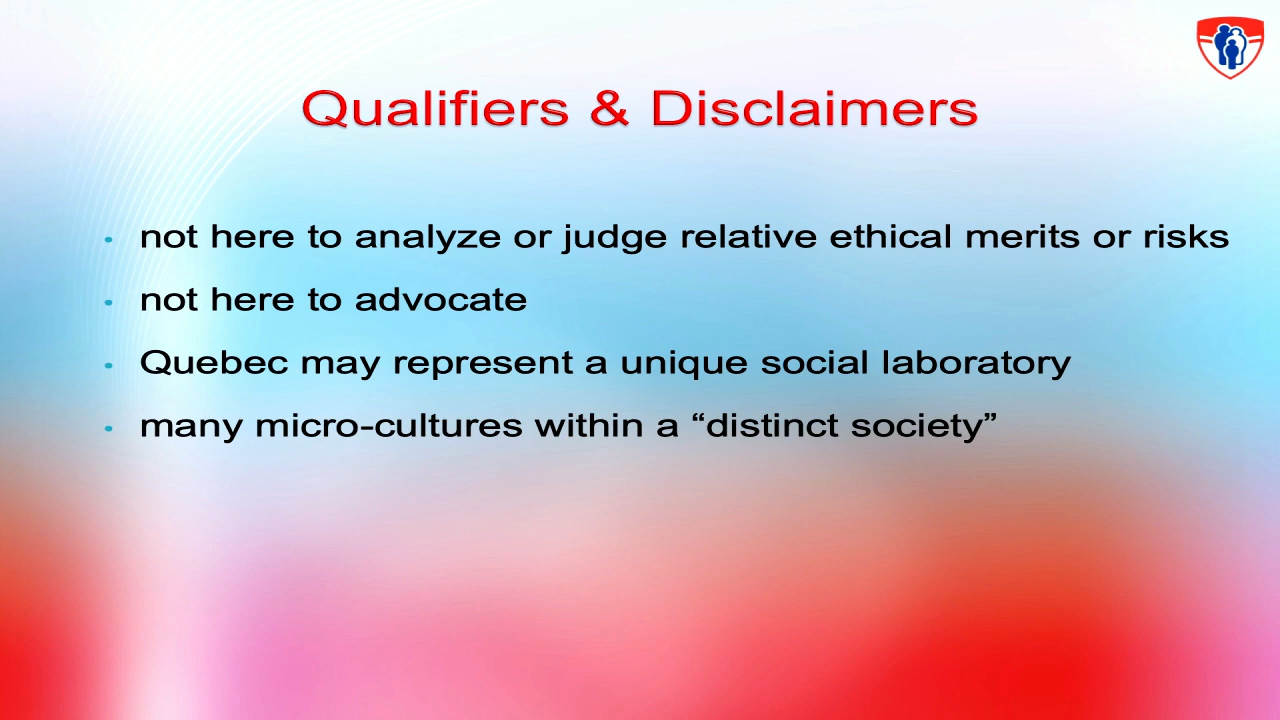 Qualifiers & Disclaimers
• not here to analyze or judge relative ethical merits or risks
• not here to advocate
• Quebec may represent a unique social laboratory
• many micro-cultures within a “distinct society”